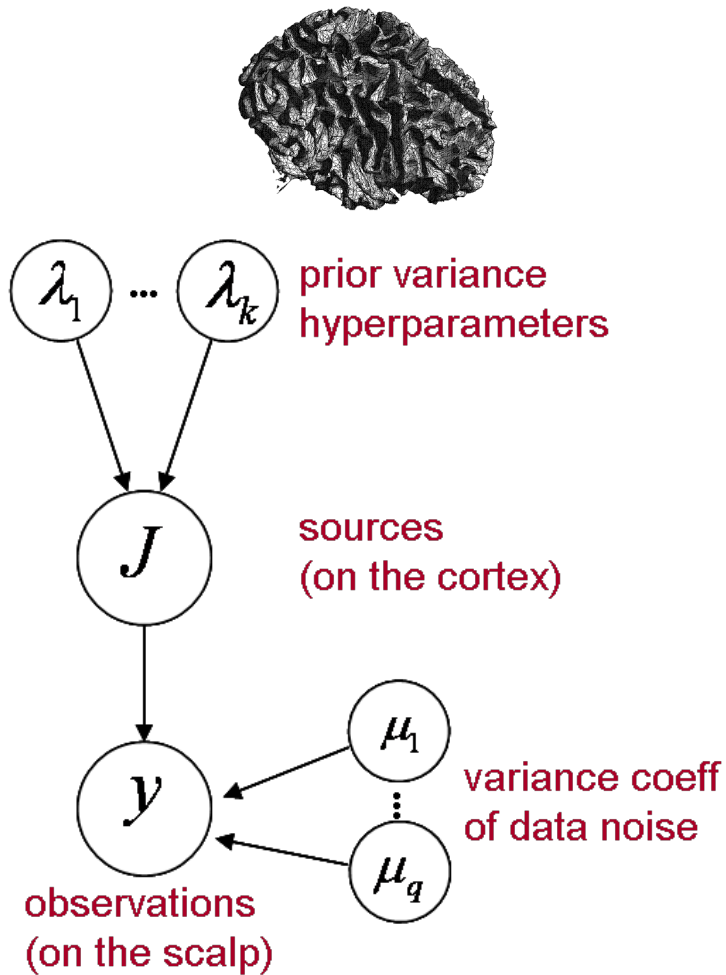 λ₁ ... λₖ
prior variance
hyperparameters
J
sources
(on the cortex)
y
μ₁
⋮
μ_q
variance coeff
of data noise
observations
(on the scalp)